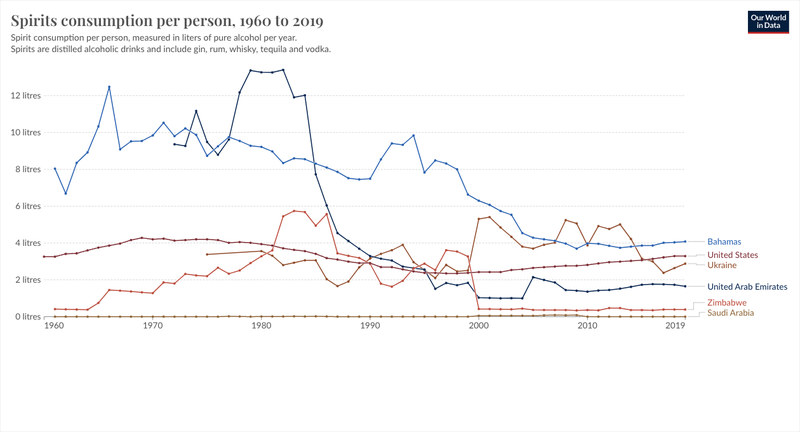 Spirits consumption per person, 1960 to 2019
Spirit consumption per person, measured in liters of pure alcohol per year.
Spirits are distilled alcoholic drinks and include gin, rum, whisky, tequila and vodka.
Our World
in Data
12 litres
10 litres
8 litres
6 litres
4 litres
2 litres
0 litres
1960
1970
1980
1990
2000
2010
2019
Bahamas
United States
Ukraine
United Arab Emirates
Zimbabwe
Saudi Arabia